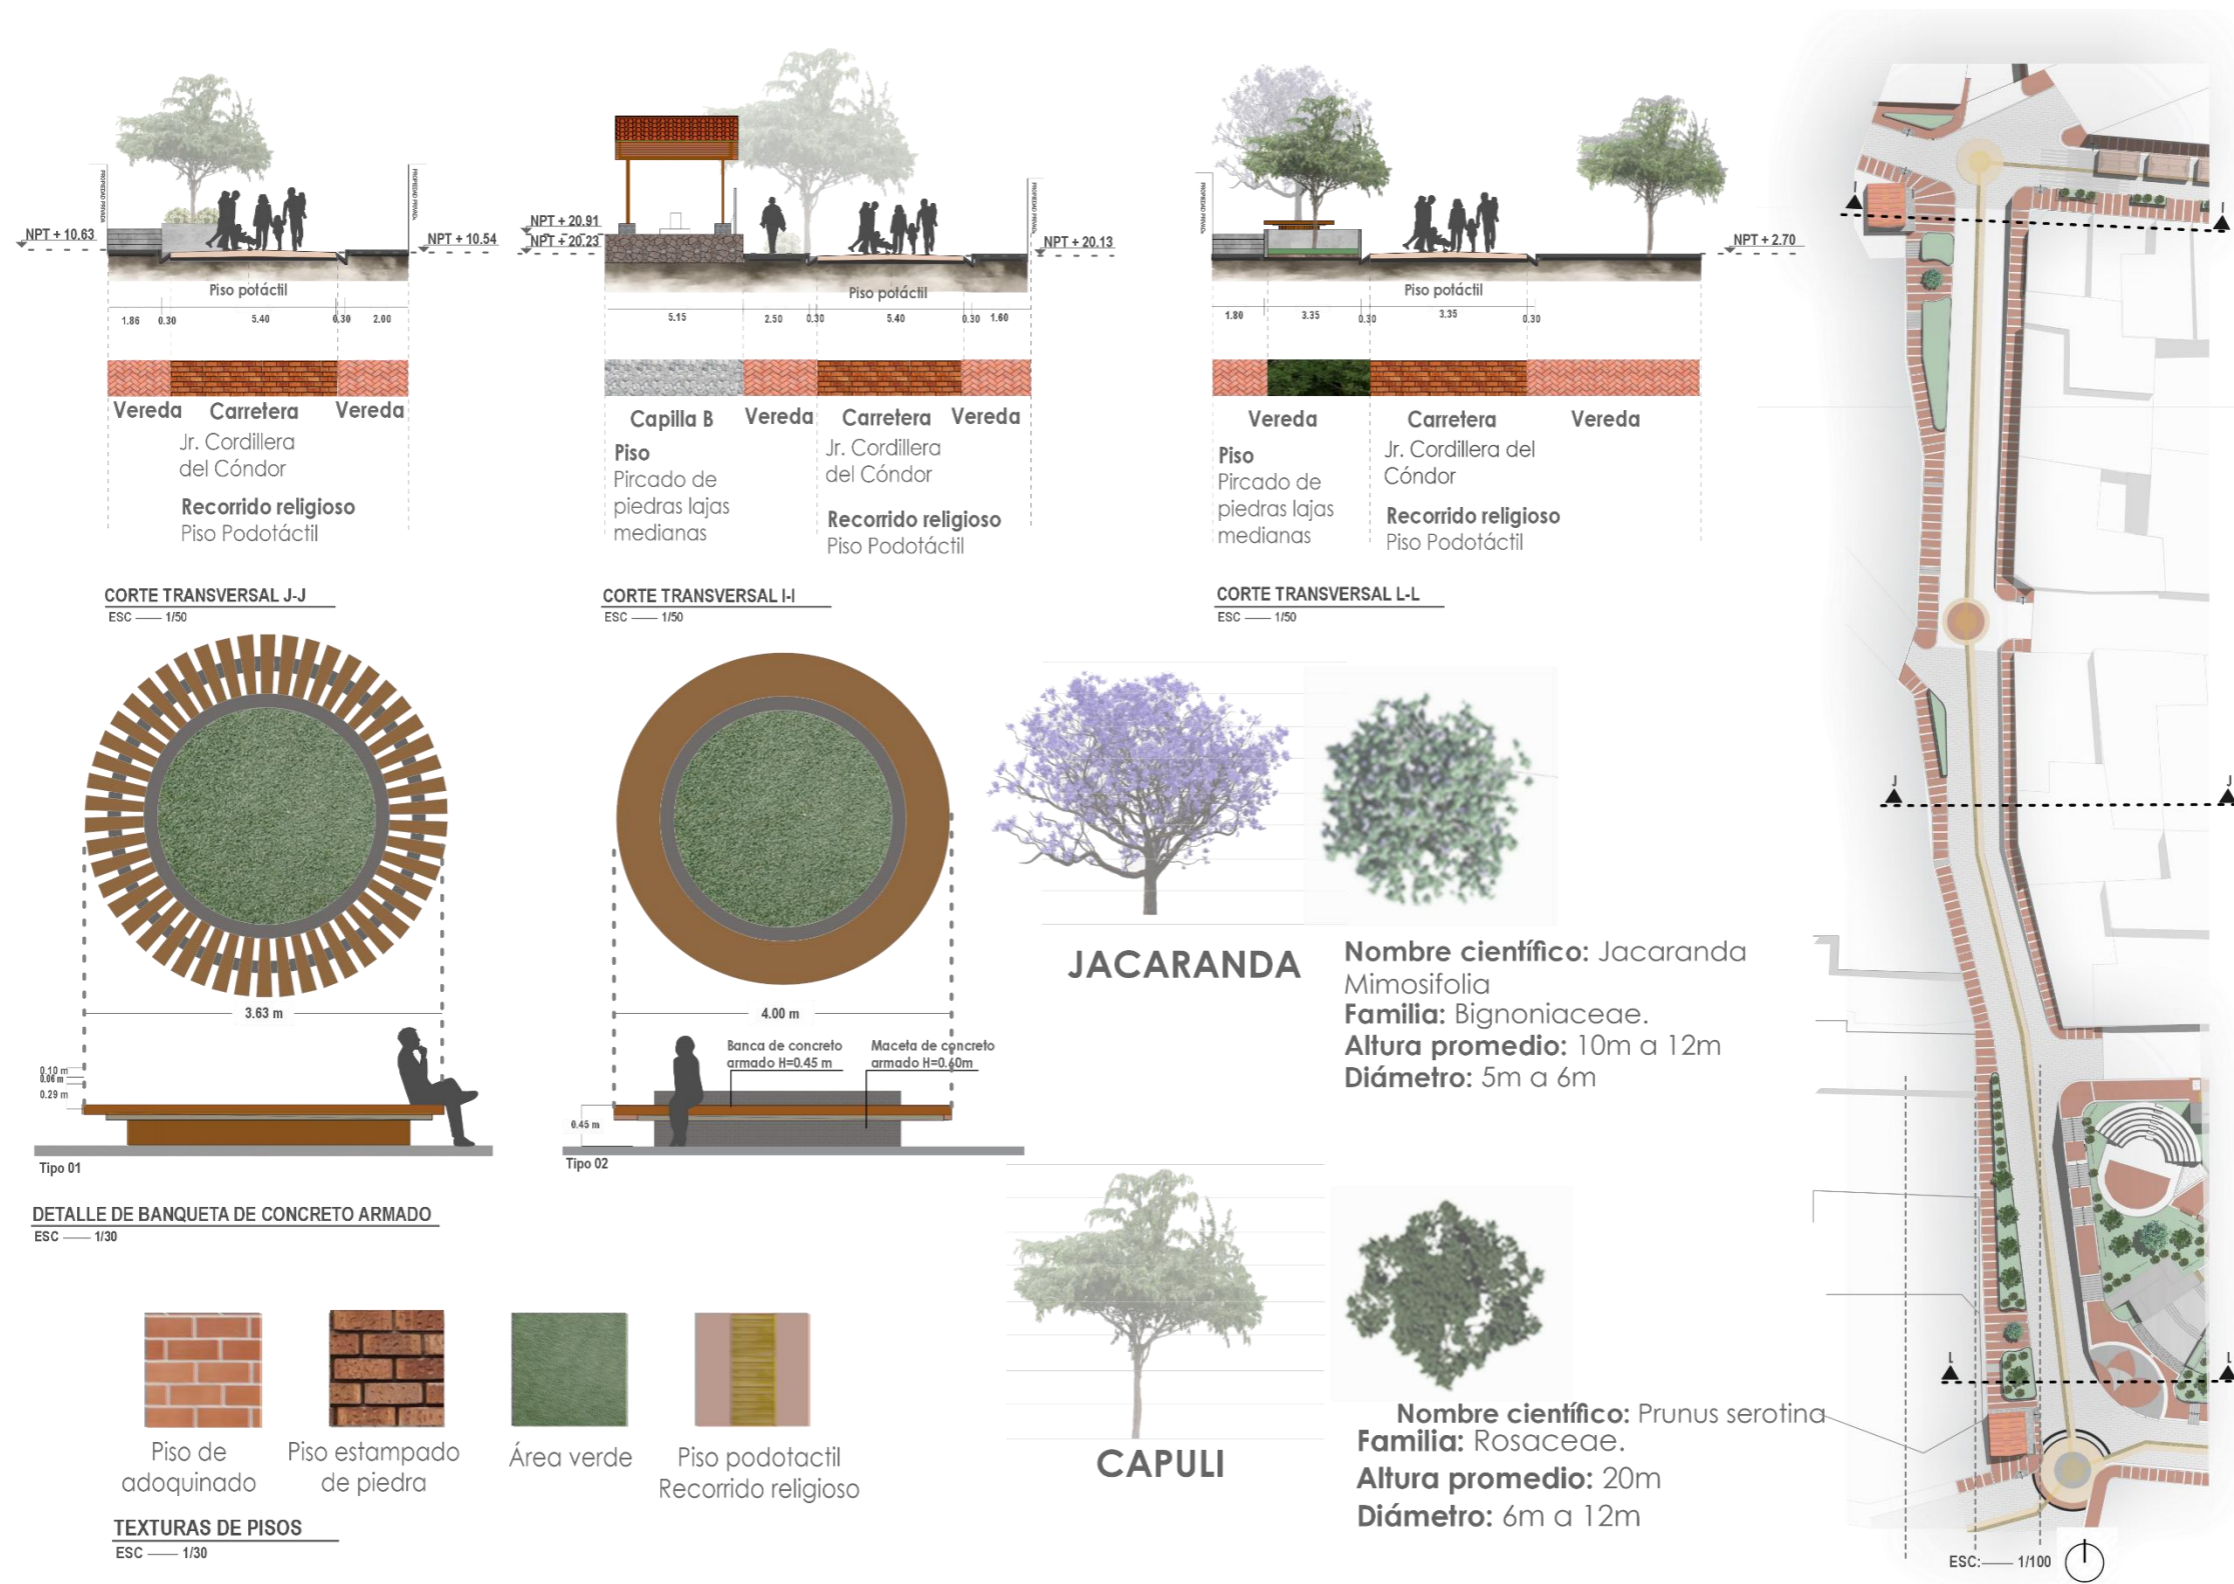 PROPIEDAD PRIVADA
PROPIEDAD PRIVADA
NPT + 10.63
NPT + 10.54
Piso potáctil
1.86
0.30
5.40
0.30
2.00
Vereda
Carretera
Vereda
Jr. Cordillera
del Cóndor
Recorrido religioso
Piso Podotáctil
CORTE TRANSVERSAL J-J
ESC 1/50
NPT + 20.91
NPT + 20.23
PROPIEDAD PRIVADA
NPT + 20.13
Piso potáctil
5.15
2.50
0.30
5.40
0.30
1.60
Capilla B
Vereda
Carretera
Vereda
Piso
Pircado de
piedras lajas
medianas
Jr. Cordillera
del Cóndor
Recorrido religioso
Piso Podotáctil
CORTE TRANSVERSAL I-I
ESC 1/50
PROPIEDAD PRIVADA
NPT + 2.70
Piso potáctil
1.80
3.35
0.30
3.35
0.30
Vereda
Carretera
Vereda
Piso
Pircado de
piedras lajas
medianas
Jr. Cordillera del
Cóndor
Recorrido religioso
Piso Podotáctil
CORTE TRANSVERSAL L-L
ESC 1/50
3.63 m
0.10 m
0.06 m
0.29 m
Tipo 01
4.00 m
Banca de concreto
armado H=0.45 m
Maceta de concreto
armado H=0.60m
0.45 m
Tipo 02
DETALLE DE BANQUETA DE CONCRETO ARMADO
ESC 1/30
JACARANDA
Nombre científico: Jacaranda
Mimosifolia
Familia: Bignoniaceae.
Altura promedio: 10m a 12m
Diámetro: 5m a 6m
CAPULI
Nombre científico: Prunus serotina
Familia: Rosaceae.
Altura promedio: 20m
Diámetro: 6m a 12m
Piso de
adoquinado
Piso estampado
de piedra
Área verde
Piso podotactil
Recorrido religioso
TEXTURAS DE PISOS
ESC 1/30
I
I
J
J
L
L
ESC: 1/100